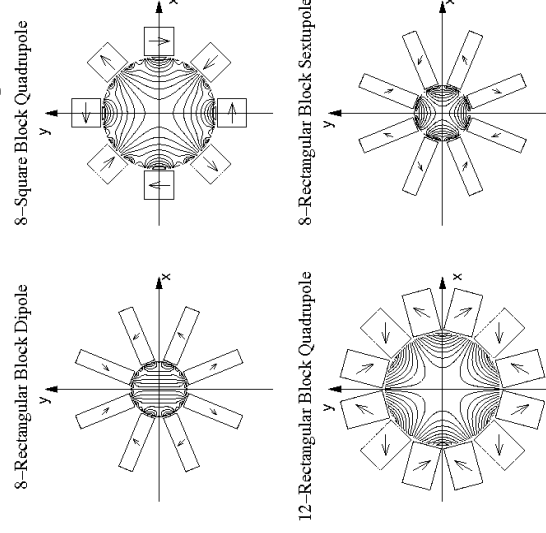 8−Rectangular Block Dipole
y
x
8−Square Block Quadrupole
y
x
12−Rectangular Block Quadrupole
y
x
8−Rectangular Block Sextupole
y
x